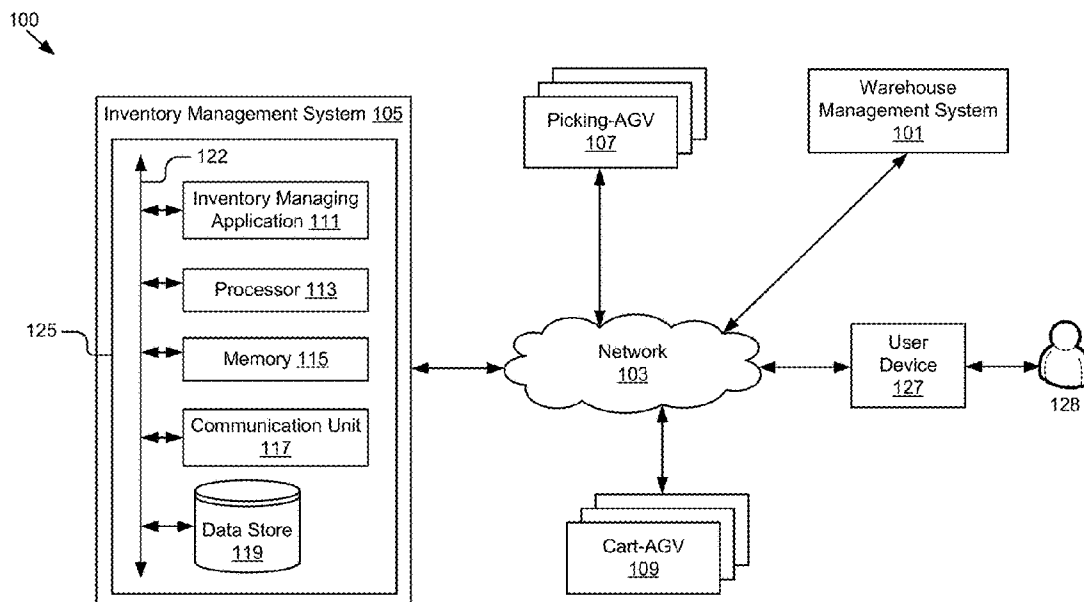 100
Inventory Management System 105
122
Inventory Managing
Application 111
Processor 113
125
Memory 115
Communication Unit
117
Data Store
119
Picking-AGV
107
Warehouse
Management System
101
Network
103
User
Device
127
128
Cart-AGV
109